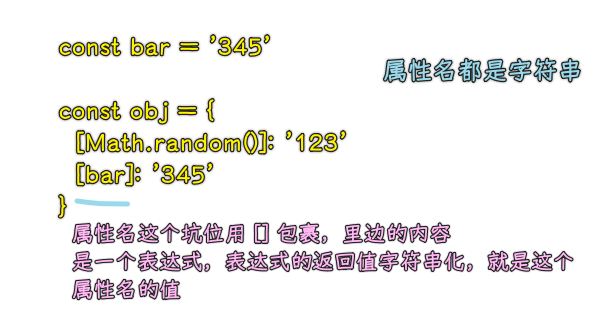 const bar = '345'
属性名都是字符串
const obj = {
[Math.random()]: '123'
[bar]: '345'
}
属性名这个坑位用 [] 包裹，里边的内容
是一个表达式，表达式的返回值字符串化，就是这个
属性名的值